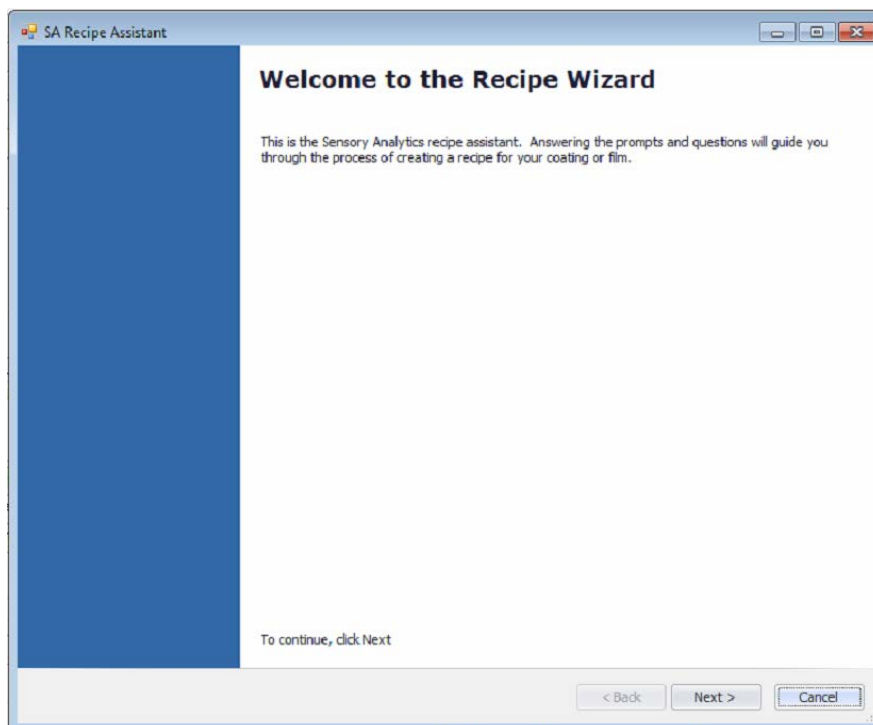 SA Recipe Assistant
Welcome to the Recipe Wizard
This is the Sensory Analytics recipe assistant.  Answering the prompts and questions will guide you
through the process of creating a recipe for your coating or film.
To continue, click Next
< Back Next > Cancel